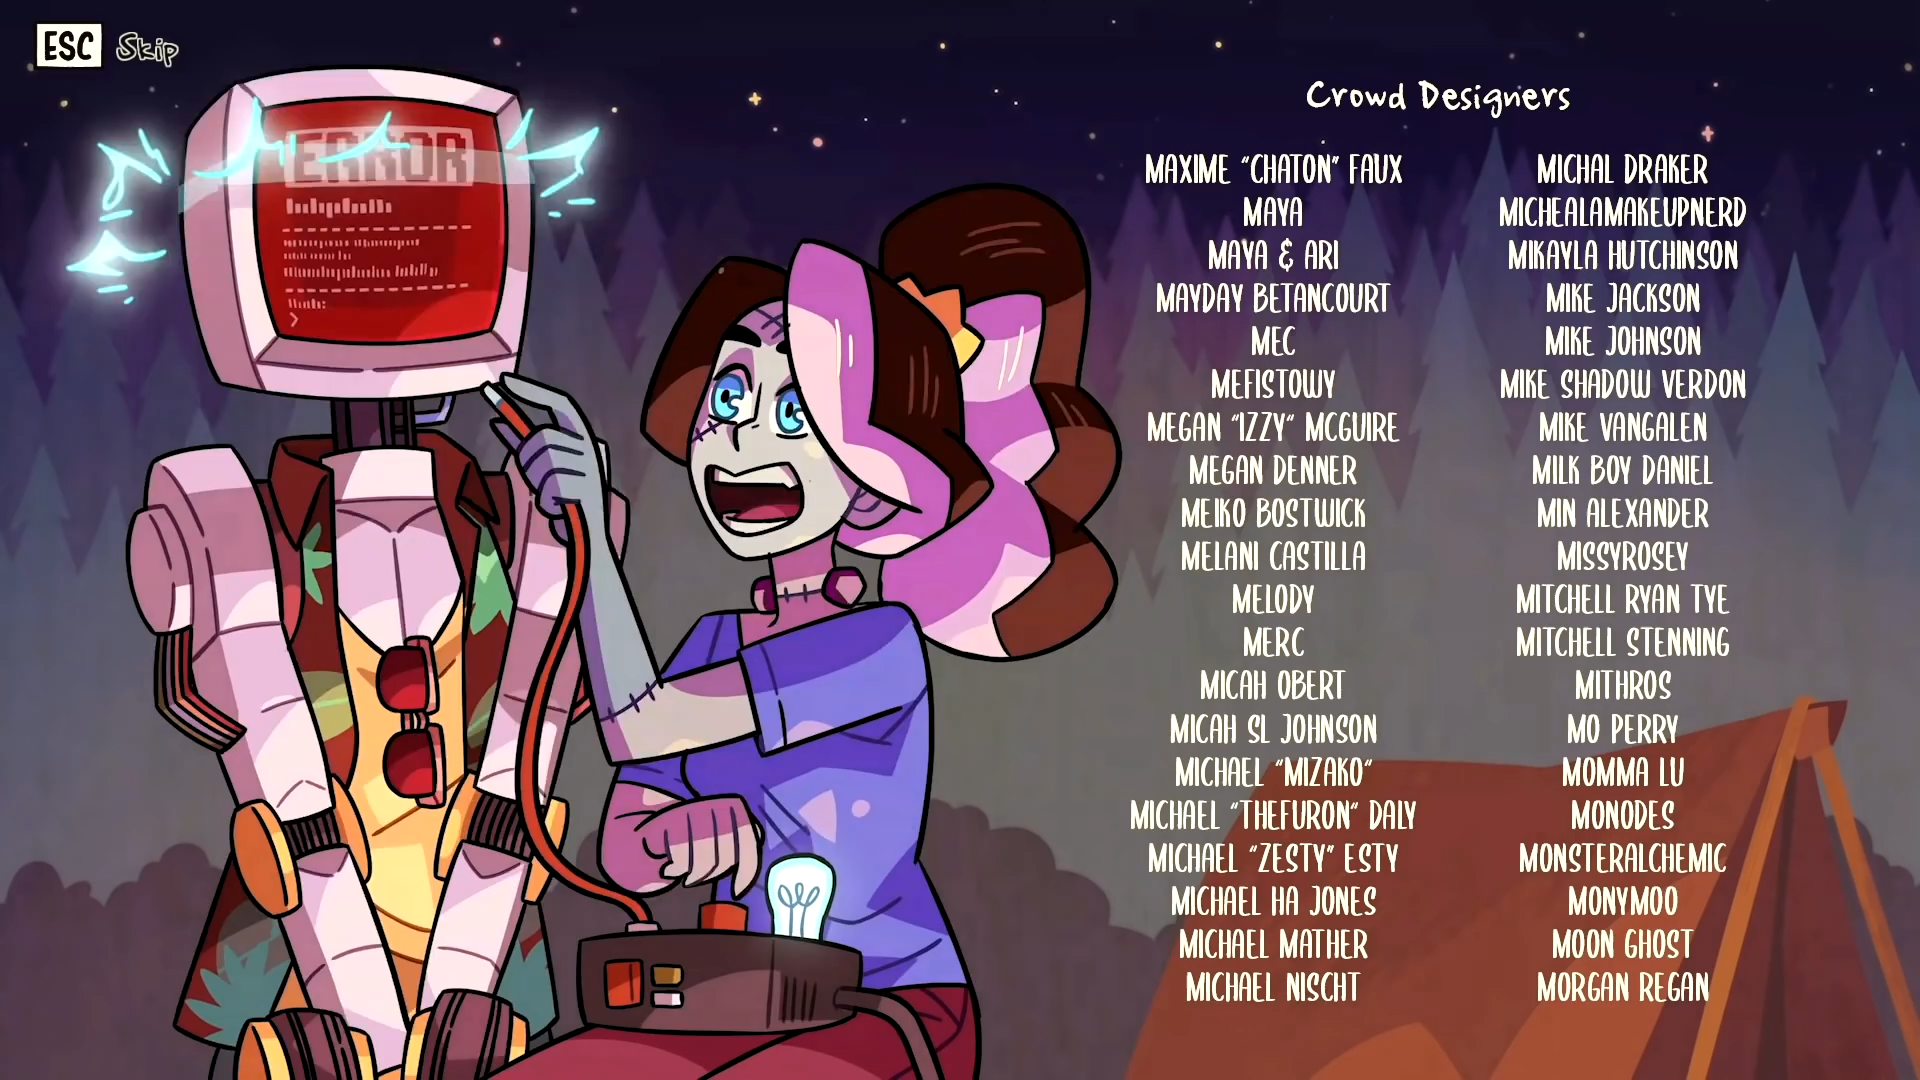 ESC Skip
ERROR
>
Crowd Designers
MAXIME "CHATON" FAUX
MAYA
MAYA & ARI
MAYDAY BETANCOURT
MEC
MEFISTOWY
MEGAN "IZZY" MCGUIRE
MEGAN DENNER
MEIKO BOSTWICK
MELANI CASTILLA
MELODY
MERC
MICAH OBERT
MICAH SL JOHNSON
MICHAEL "MIZAKO"
MICHAEL "THEFURON" DALY
MICHAEL "ZESTY" ESTY
MICHAEL HA JONES
MICHAEL MATHER
MICHAEL NISCHT
MICHAL DRAKER
MICHEALAMAKEUPNERD
MIKAYLA HUTCHINSON
MIKE JACKSON
MIKE JOHNSON
MIKE SHADOW VERDON
MIKE VANGALEN
MILK BOY DANIEL
MIN ALEXANDER
MISSYROSEY
MITCHELL RYAN TYE
MITCHELL STENNING
MITHROS
MO PERRY
MOMMA LU
MONODES
MONSTERALCHEMIC
MONYMOO
MOON GHOST
MORGAN REGAN